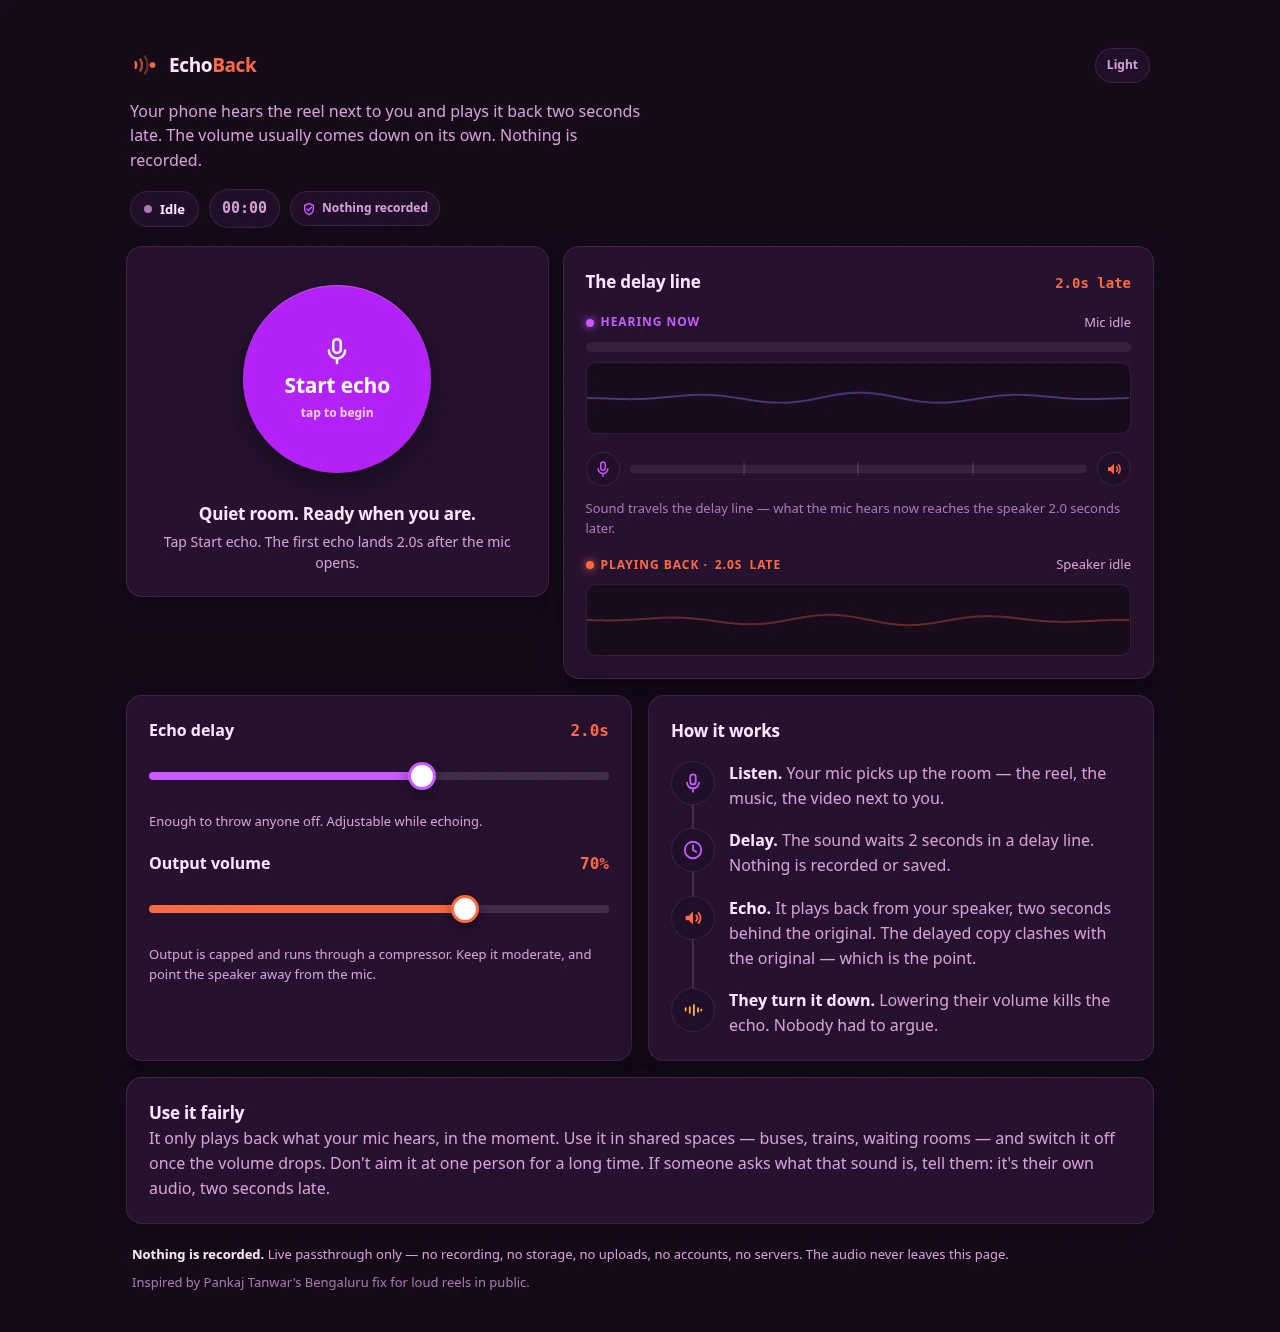 EchoBack
Light
Your phone hears the reel next to you and plays it back two seconds
late. The volume usually comes down on its own. Nothing is
recorded.
Idle
00:00
Nothing recorded
Start echo
tap to begin
Quiet room. Ready when you are.
Tap Start echo. The first echo lands 2.0s after the mic
opens.
The delay line
2.0s late
HEARING NOW
Mic idle
Sound travels the delay line — what the mic hears now reaches the speaker 2.0 seconds
later.
PLAYING BACK · 2.0S LATE
Speaker idle
Echo delay
2.0s
Enough to throw anyone off. Adjustable while echoing.
Output volume
70%
Output is capped and runs through a compressor. Keep it moderate, and
point the speaker away from the mic.
How it works
Listen. Your mic picks up the room — the reel, the
music, the video next to you.
Delay. The sound waits 2 seconds in a delay line.
Nothing is recorded or saved.
Echo. It plays back from your speaker, two seconds
behind the original. The delayed copy clashes with
the original — which is the point.
They turn it down. Lowering their volume kills the
echo. Nobody had to argue.
Use it fairly
It only plays back what your mic hears, in the moment. Use it in shared spaces — buses, trains, waiting rooms — and switch it off
once the volume drops. Don't aim it at one person for a long time. If someone asks what that sound is, tell them: it's their own
audio, two seconds late.
Nothing is recorded. Live passthrough only — no recording, no storage, no uploads, no accounts, no servers. The audio never leaves this page.
Inspired by Pankaj Tanwar's Bengaluru fix for loud reels in public.